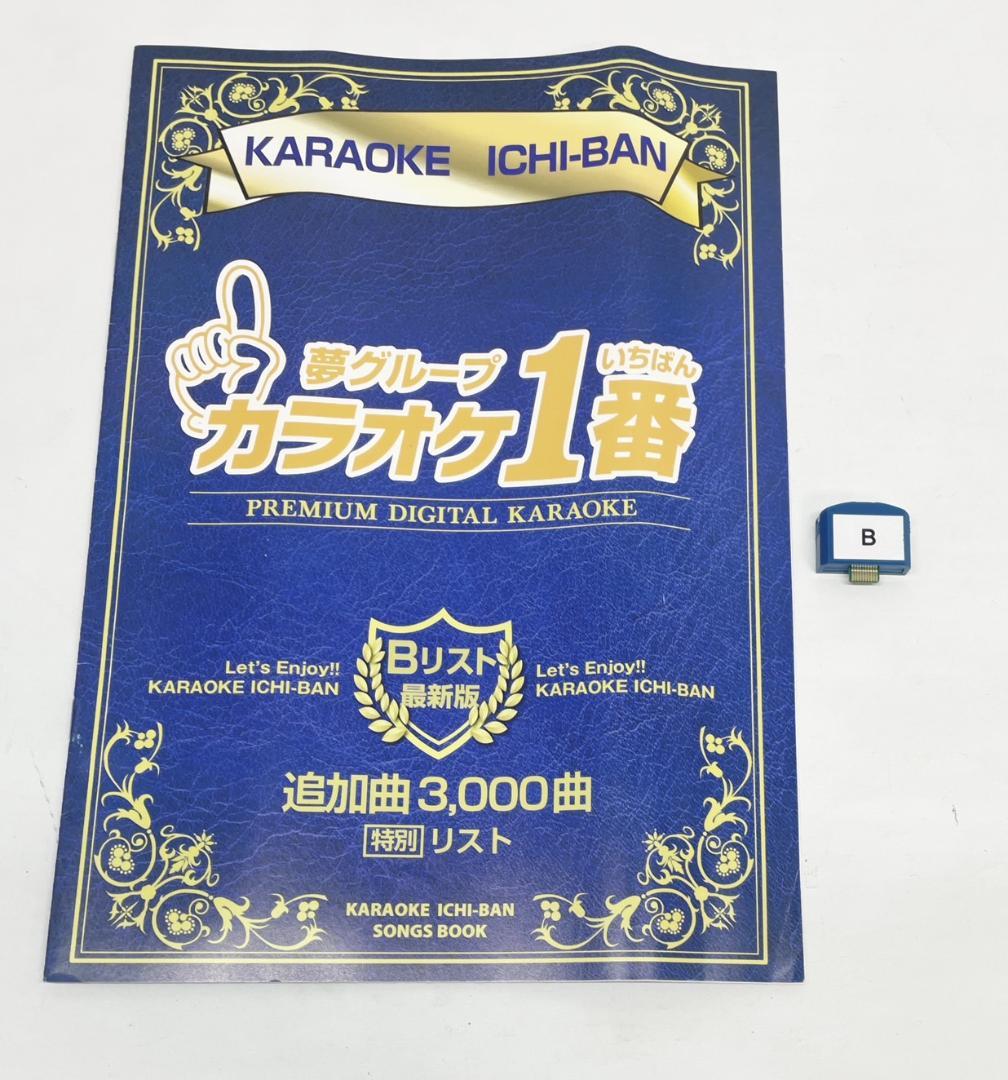 KARAOKE ICHI-BAN
夢グループ
いちばん
カラオケ1番
PREMIUM DIGITAL KARAOKE
B
Let's Enjoy!!
KARAOKE ICHI-BAN
Bリスト
最新版
Let's Enjoy!!
KARAOKE ICHI-BAN
追加曲 3,000曲
特別 リスト
KARAOKE ICHI-BAN
SONGS BOOK